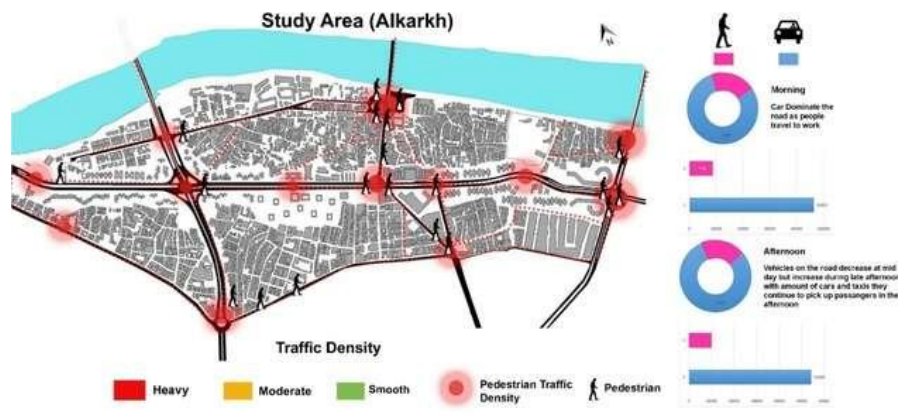 Study Area (Alkarkh)
N
Morning
Car Dominate the
road as people
travel to work
Afternoon
Vehicles on the road decrease at mid
day but increase during late afternoon
with amount of cars and taxis they
continue to pick up passangers in the
afternoon
Traffic Density
Heavy
Moderate
Smooth
Pedestrian Traffic
Density
Pedestrian